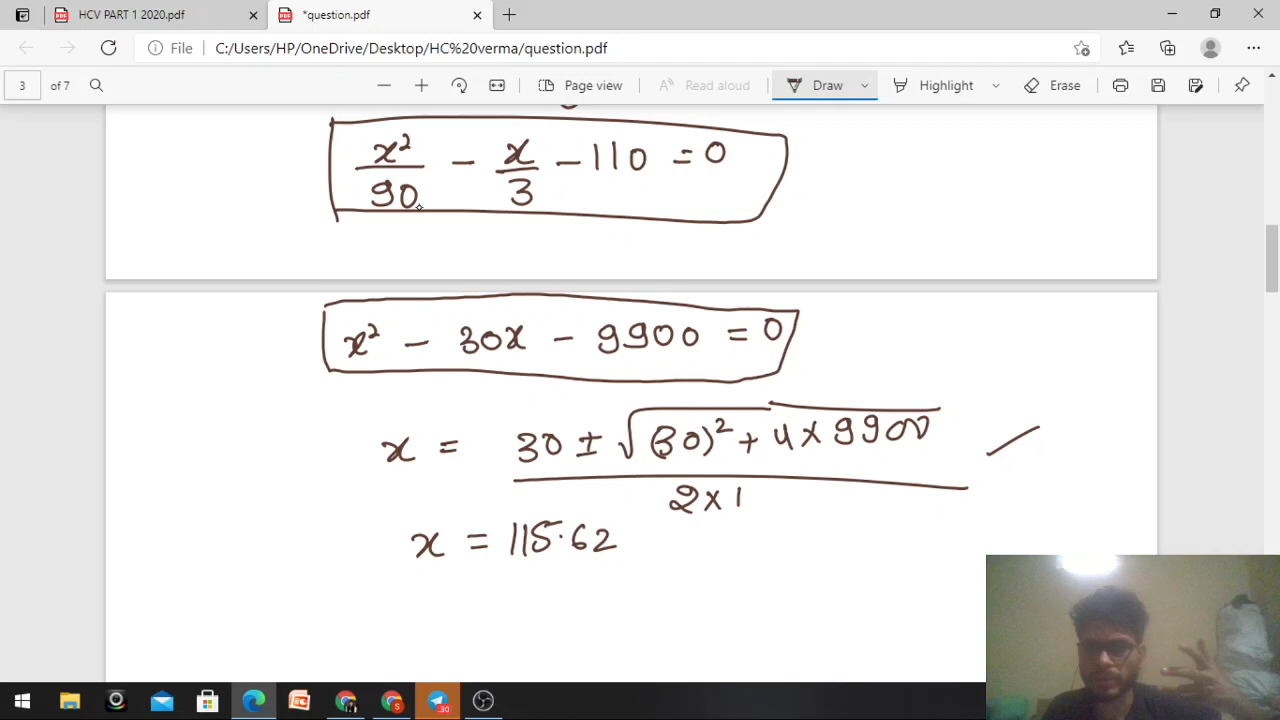 HCV PART 1 2020.pdf
*question.pdf
File
C:/Users/HP/OneDrive/Desktop/HC%20verma/question.pdf
3 of 7
Page view
Read aloud
Draw
Highlight
Erase
x²/90 - x/3 - 110 = 0
x² - 30x - 9900 = 0
x = 30 ± √(30)² + 4 × 9900
2 × 1
x = 115.62
30